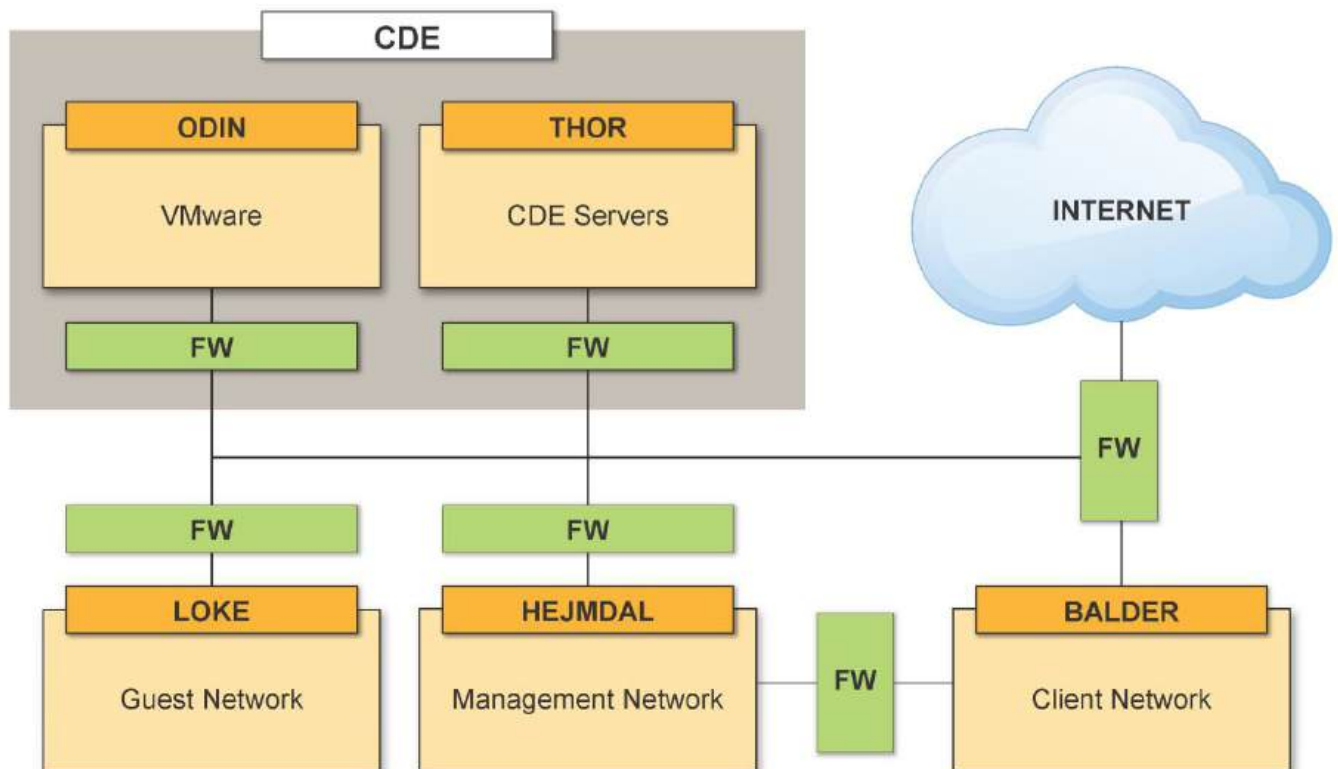 CDE
ODIN
THOR
VMware
CDE Servers
INTERNET
FW
FW
FW
FW
FW
LOKE
HEJMDAL
BALDER
FW
Guest Network
Management Network
Client Network